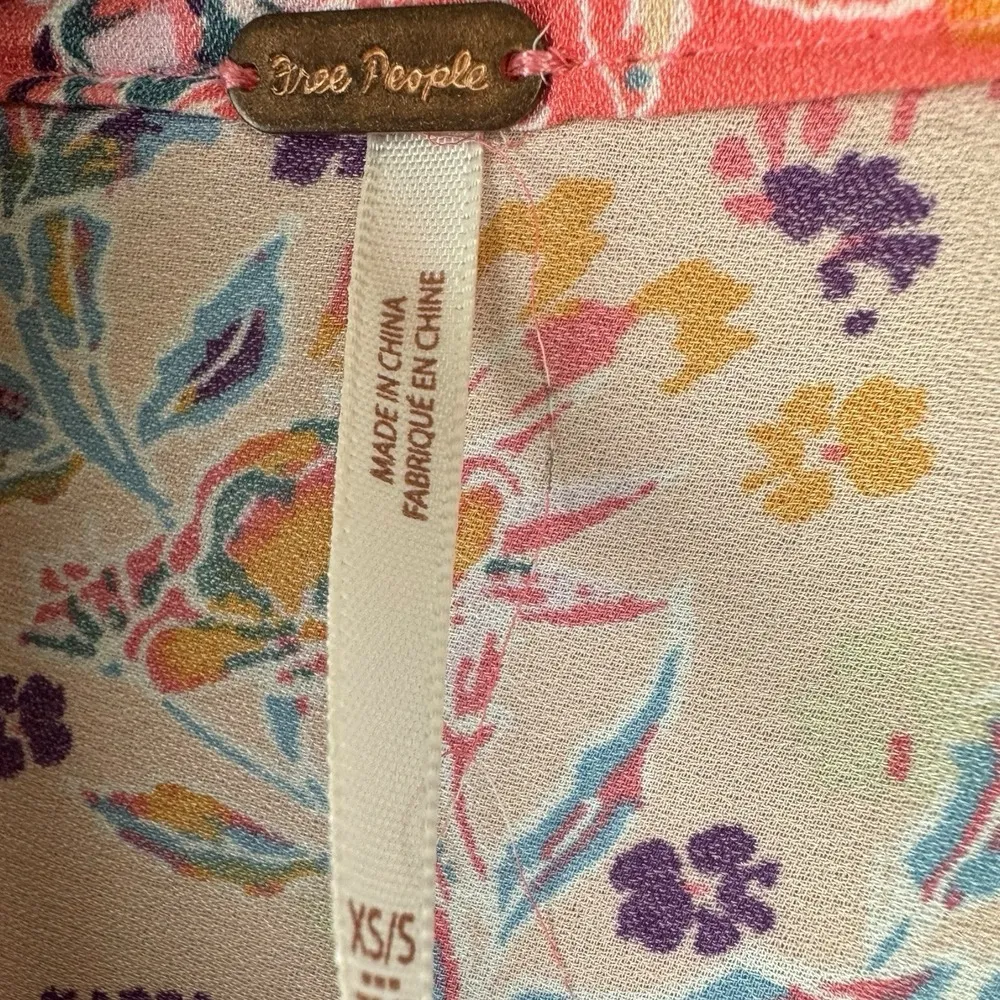 Free People
MADE IN CHINA
FABRIQUÉ EN CHINE
XS/S